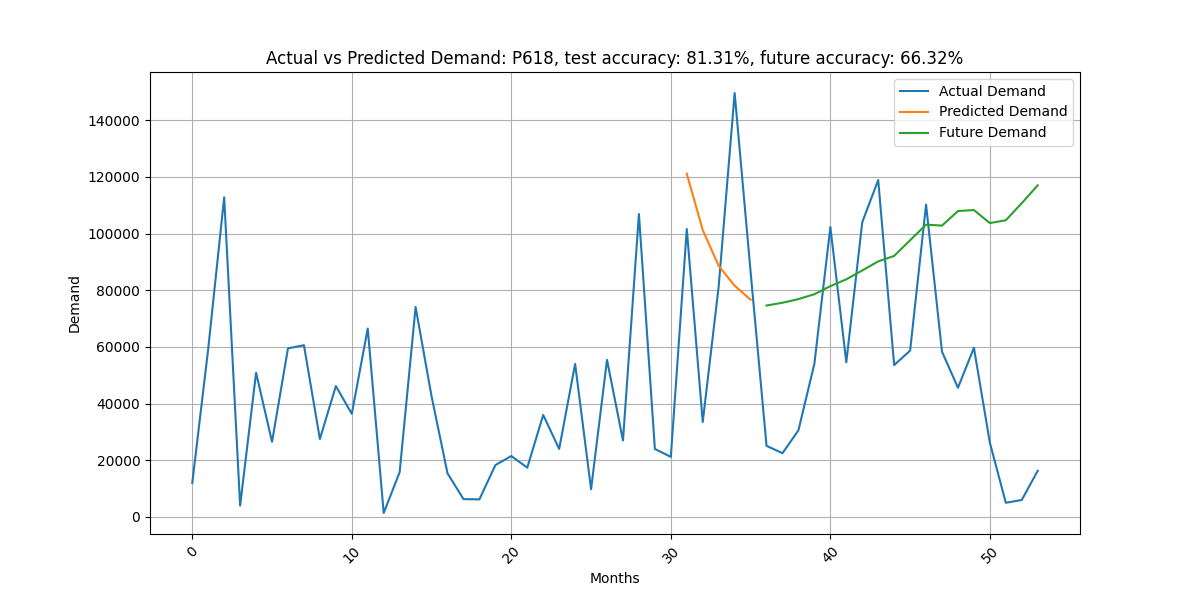 Actual vs Predicted Demand: P618, test accuracy: 81.31%, future accuracy: 66.32%
Actual Demand
Predicted Demand
Future Demand
140000
120000
100000
80000
60000
40000
20000
0
Demand
0
10
20
30
40
50
Months